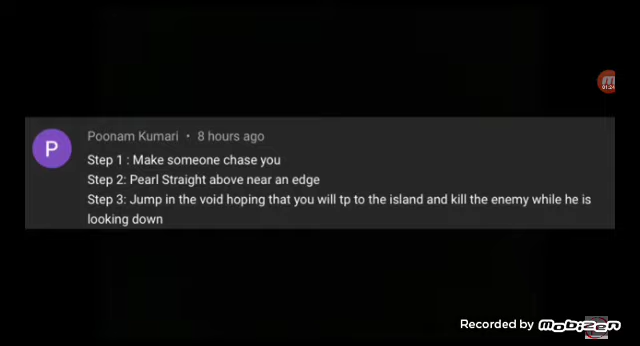 01:24
P
Poonam Kumari • 8 hours ago
Step 1 : Make someone chase you
Step 2: Pearl Straight above near an edge
Step 3: Jump in the void hoping that you will tp to the island and kill the enemy while he is
looking down
Recorded by Mobizen